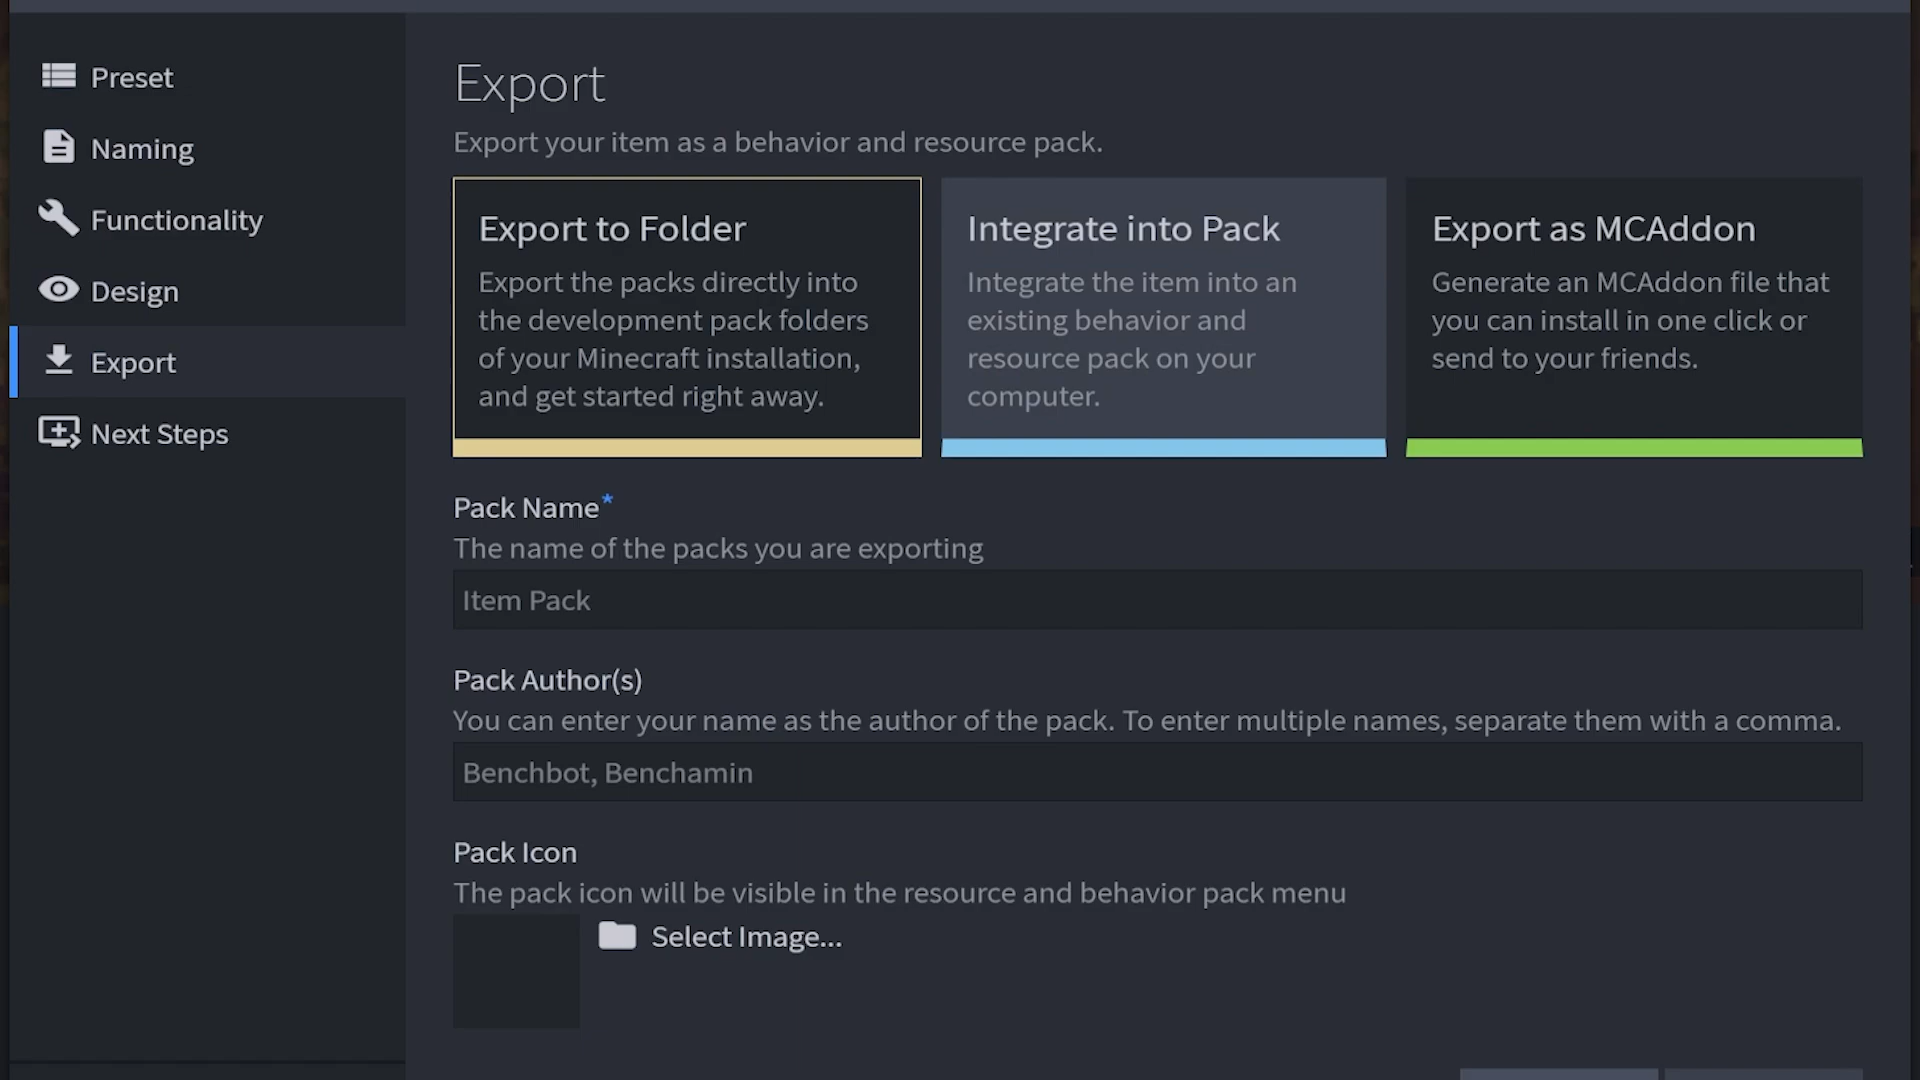 Preset
Naming
Functionality
Design
Export
Next Steps
Export
Export your item as a behavior and resource pack.
Export to Folder
Export the packs directly into
the development pack folders
of your Minecraft installation,
and get started right away.
Integrate into Pack
Integrate the item into an
existing behavior and
resource pack on your
computer.
Export as MCAddon
Generate an MCAddon file that
you can install in one click or
send to your friends.
Pack Name*
The name of the packs you are exporting
Item Pack
Pack Author(s)
You can enter your name as the author of the pack. To enter multiple names, separate them with a comma.
Benchbot, Benchamin
Pack Icon
The pack icon will be visible in the resource and behavior pack menu
Select Image...